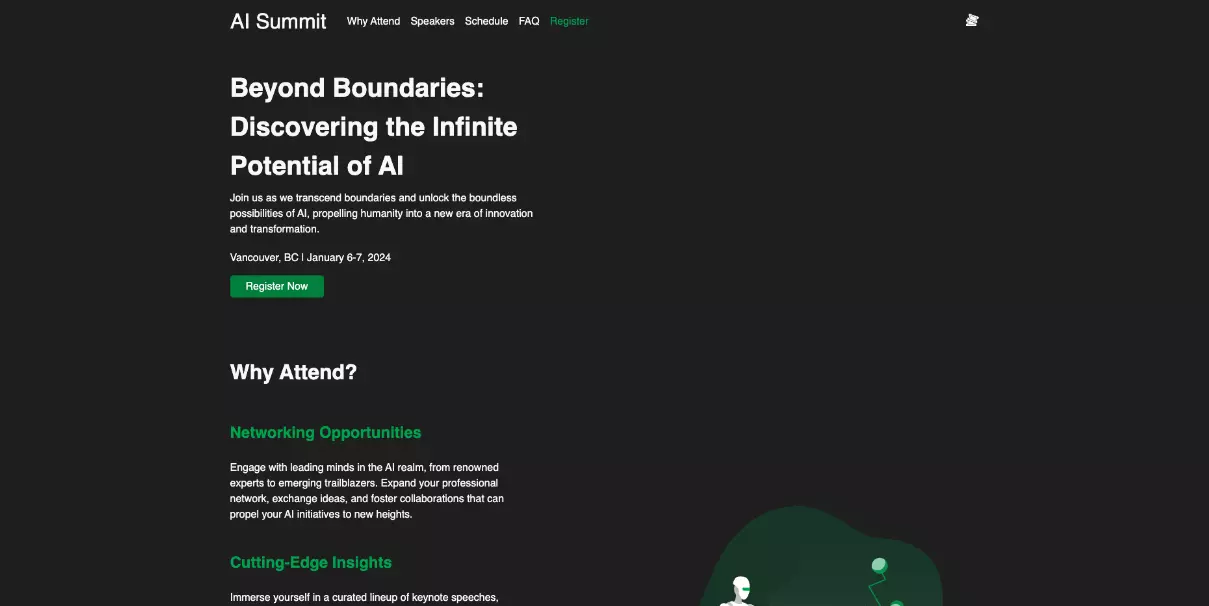 AI Summit Why Attend Speakers Schedule FAQ Register
Beyond Boundaries:
Discovering the Infinite
Potential of AI
Join us as we transcend boundaries and unlock the boundless
possibilities of AI, propelling humanity into a new era of innovation
and transformation.
Vancouver, BC | January 6-7, 2024
Register Now
Why Attend?
Networking Opportunities
Engage with leading minds in the AI realm, from renowned
experts to emerging trailblazers. Expand your professional
network, exchange ideas, and foster collaborations that can
propel your AI initiatives to new heights.
Cutting-Edge Insights
Immerse yourself in a curated lineup of keynote speeches,